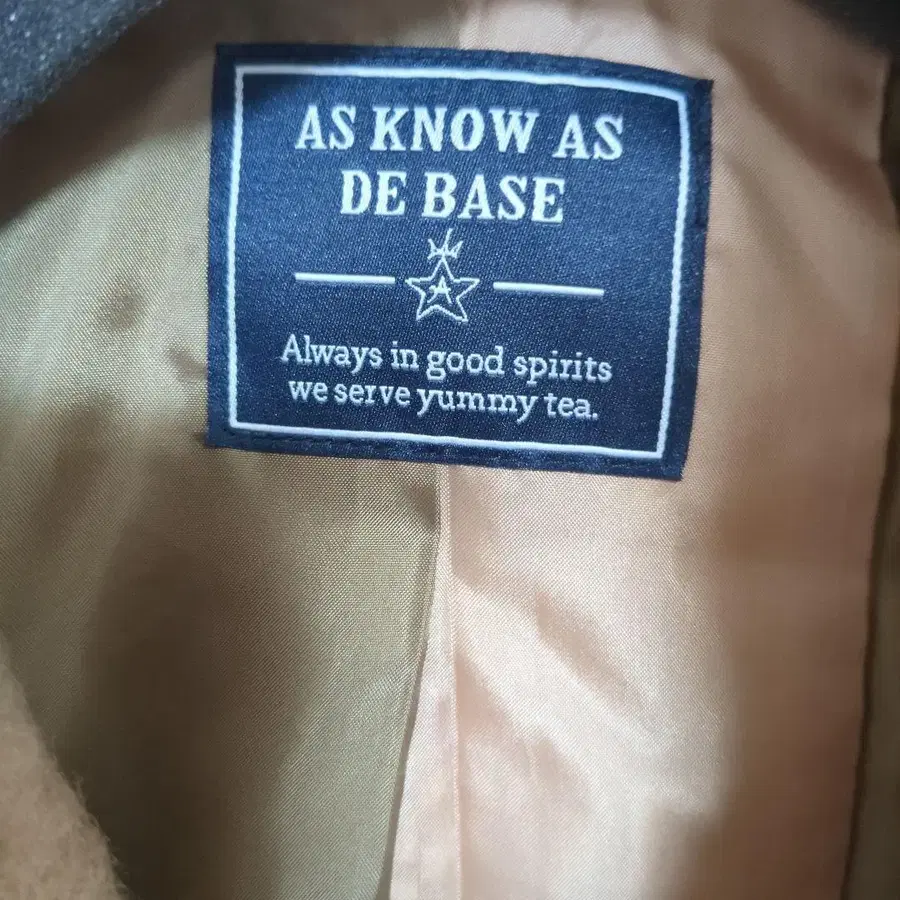 AS KNOW AS
DE BASE
A
Always in good spirits
we serve yummy tea.